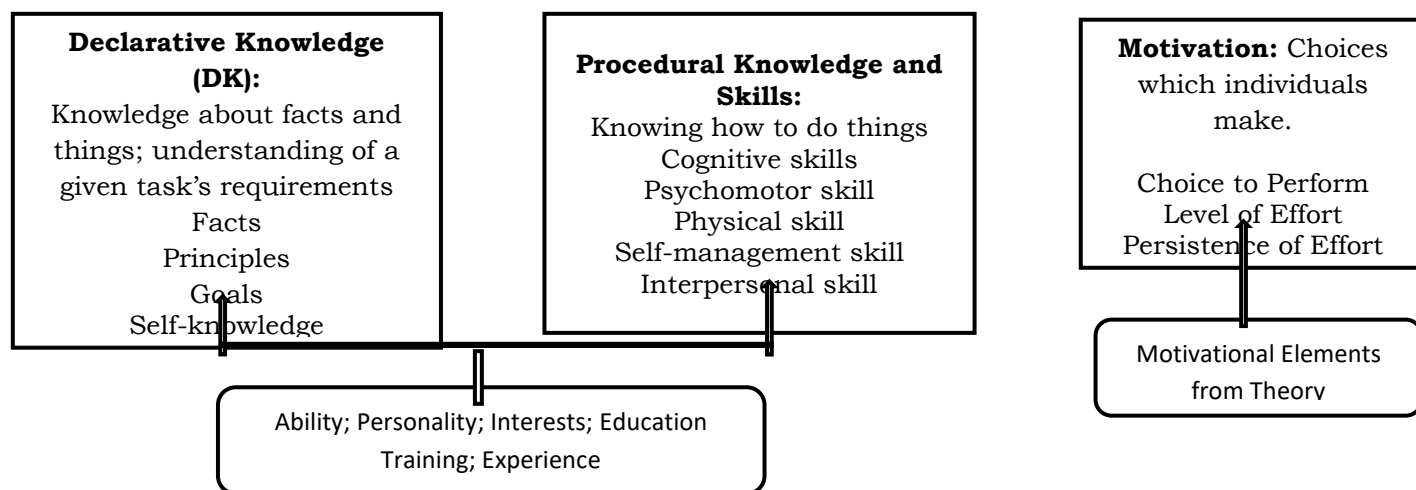 Declarative Knowledge
(DK):
Knowledge about facts and
things; understanding of a
given task's requirements
Facts
Principles
Goals
Self-knowledge
Procedural Knowledge and
Skills:
Knowing how to do things
Cognitive skills
Psychomotor skill
Physical skill
Self-management skill
Interpersonal skill
Motivation: Choices
which individuals
make.
Choice to Perform
Level of Effort
Persistence of Effort
Ability; Personality; Interests; Education
Training; Experience
Motivational Elements
from Theory